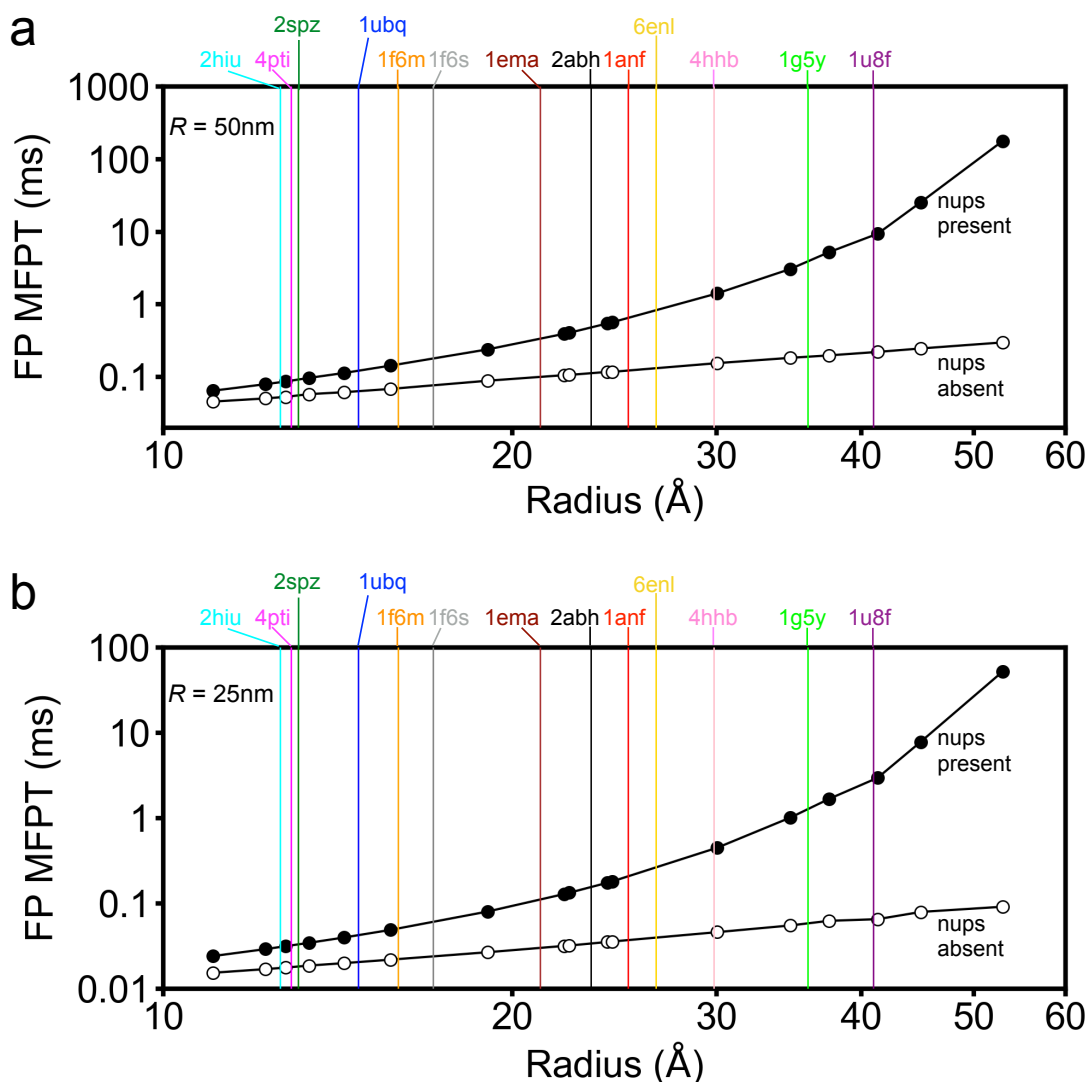 a
2spz 1ubq 6enl
2hiu 4pti 1f6m 1f6s 1ema 2abh 1anf 4hhb 1g5y 1u8f
1000
R = 50nm
100
10
1
0.1
FP MFPT (ms)
nups
present
nups
absent
10 20 30 40 50 60
Radius (Å)
b
2spz 1ubq 6enl
2hiu 4pti 1f6m 1f6s 1ema 2abh 1anf 4hhb 1g5y 1u8f
100
R = 25nm
10
1
0.1
0.01
FP MFPT (ms)
nups
present
nups
absent
10 20 30 40 50 60
Radius (Å)